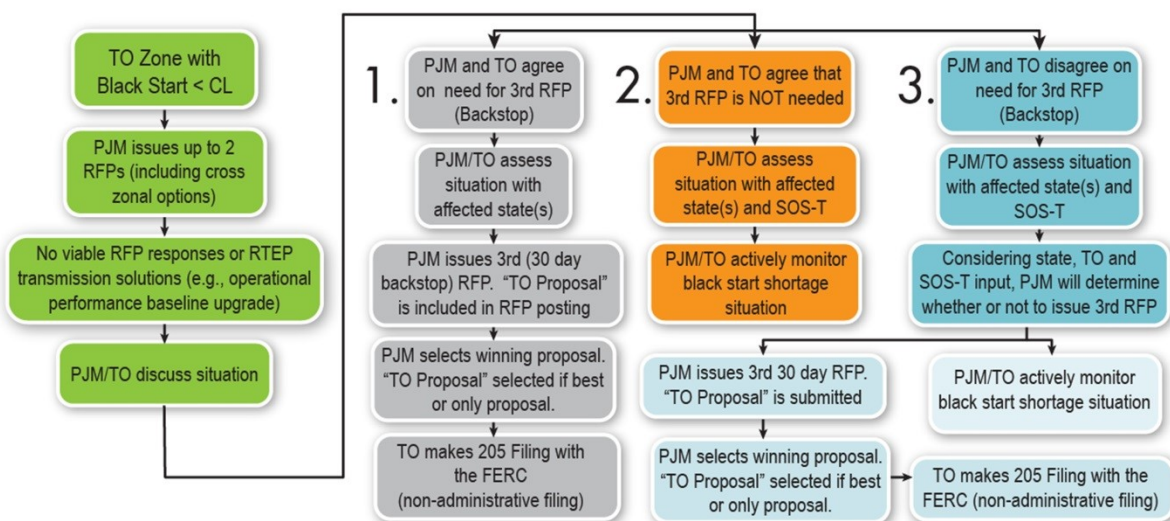 TO Zone with
Black Start < CL
PJM issues up to 2
RFPs (including cross
zonal options)
No viable RFP responses or RTEP
transmission solutions (e.g., operational
performance baseline upgrade)
PJM/TO discuss situation
1.
PJM and TO agree
on need for 3rd RFP
(Backstop)
PJM/TO assess
situation with
affected state(s)
PJM issues 3rd (30 day
backstop) RFP. “TO Proposal”
is included in RFP posting
PJM selects winning proposal.
“TO Proposal” selected if best
or only proposal.
TO makes 205 Filing with
the FERC
(non-administrative filing)
2.
PJM and TO agree that
3rd RFP is NOT needed
PJM/TO assess
situation with affected
state(s) and SOS-T
PJM/TO actively monitor
black start shortage
situation
3.
PJM and TO disagree on
need for 3rd RFP
(Backstop)
PJM/TO assess situation
with affected state(s) and
SOS-T
Considering state, TO and
SOS-T input, PJM will determine
whether or not to issue 3rd RFP
PJM issues 3rd 30 day RFP.
“TO Proposal” is submitted
PJM selects winning proposal.
“TO Proposal” selected if best
or only proposal.
TO makes 205 Filing with the
FERC (non-administrative filing)
PJM/TO actively monitor
black start shortage situation